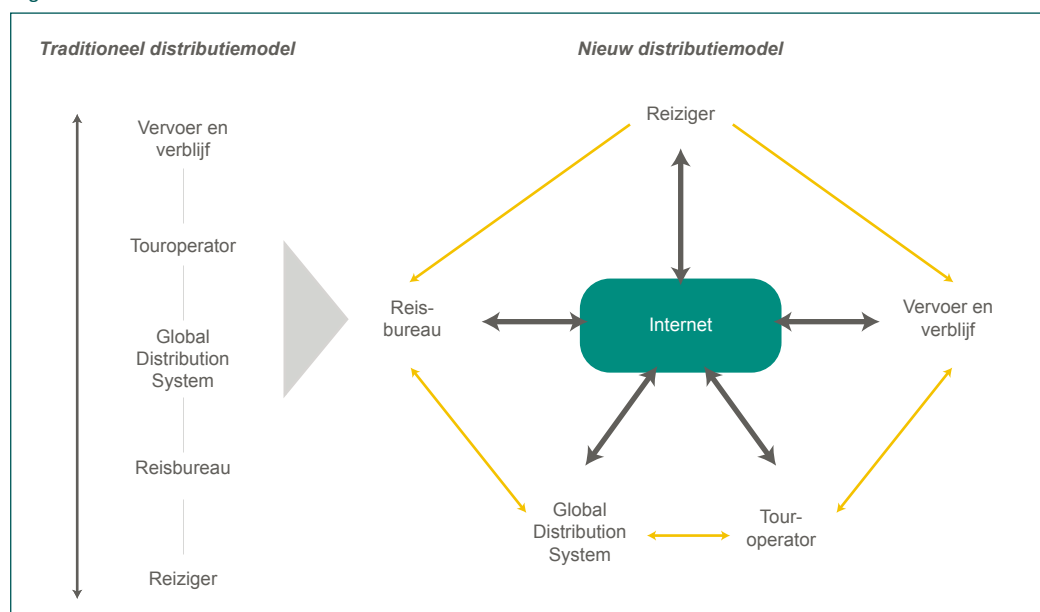 Traditioneel distributiemodel
Vervoer en
verblijf
Touroperator
Global
Distribution
System
Reisbureau
Reiziger
Nieuw distributiemodel
Reiziger
Reis-
bureau
Internet
Vervoer en
verblijf
Global
Distribution
System
Tour-
operator